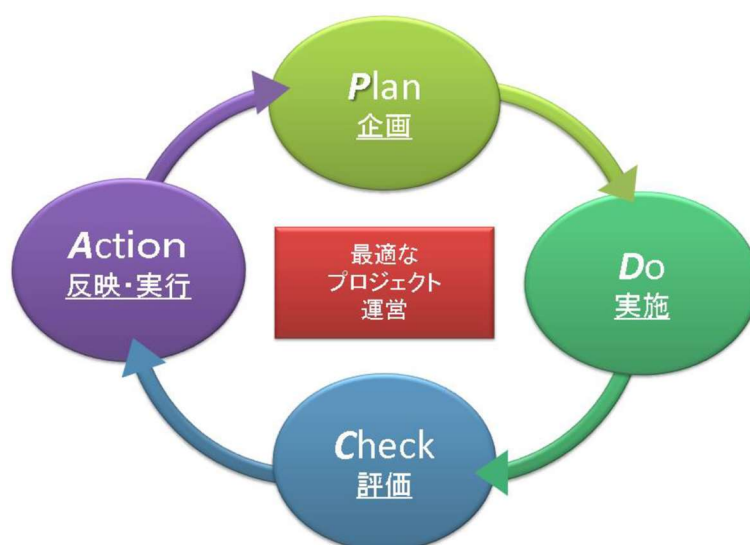 Plan
企画
Do
実施
Check
評価
Action
反映・実行
最適な
プロジェクト
運営